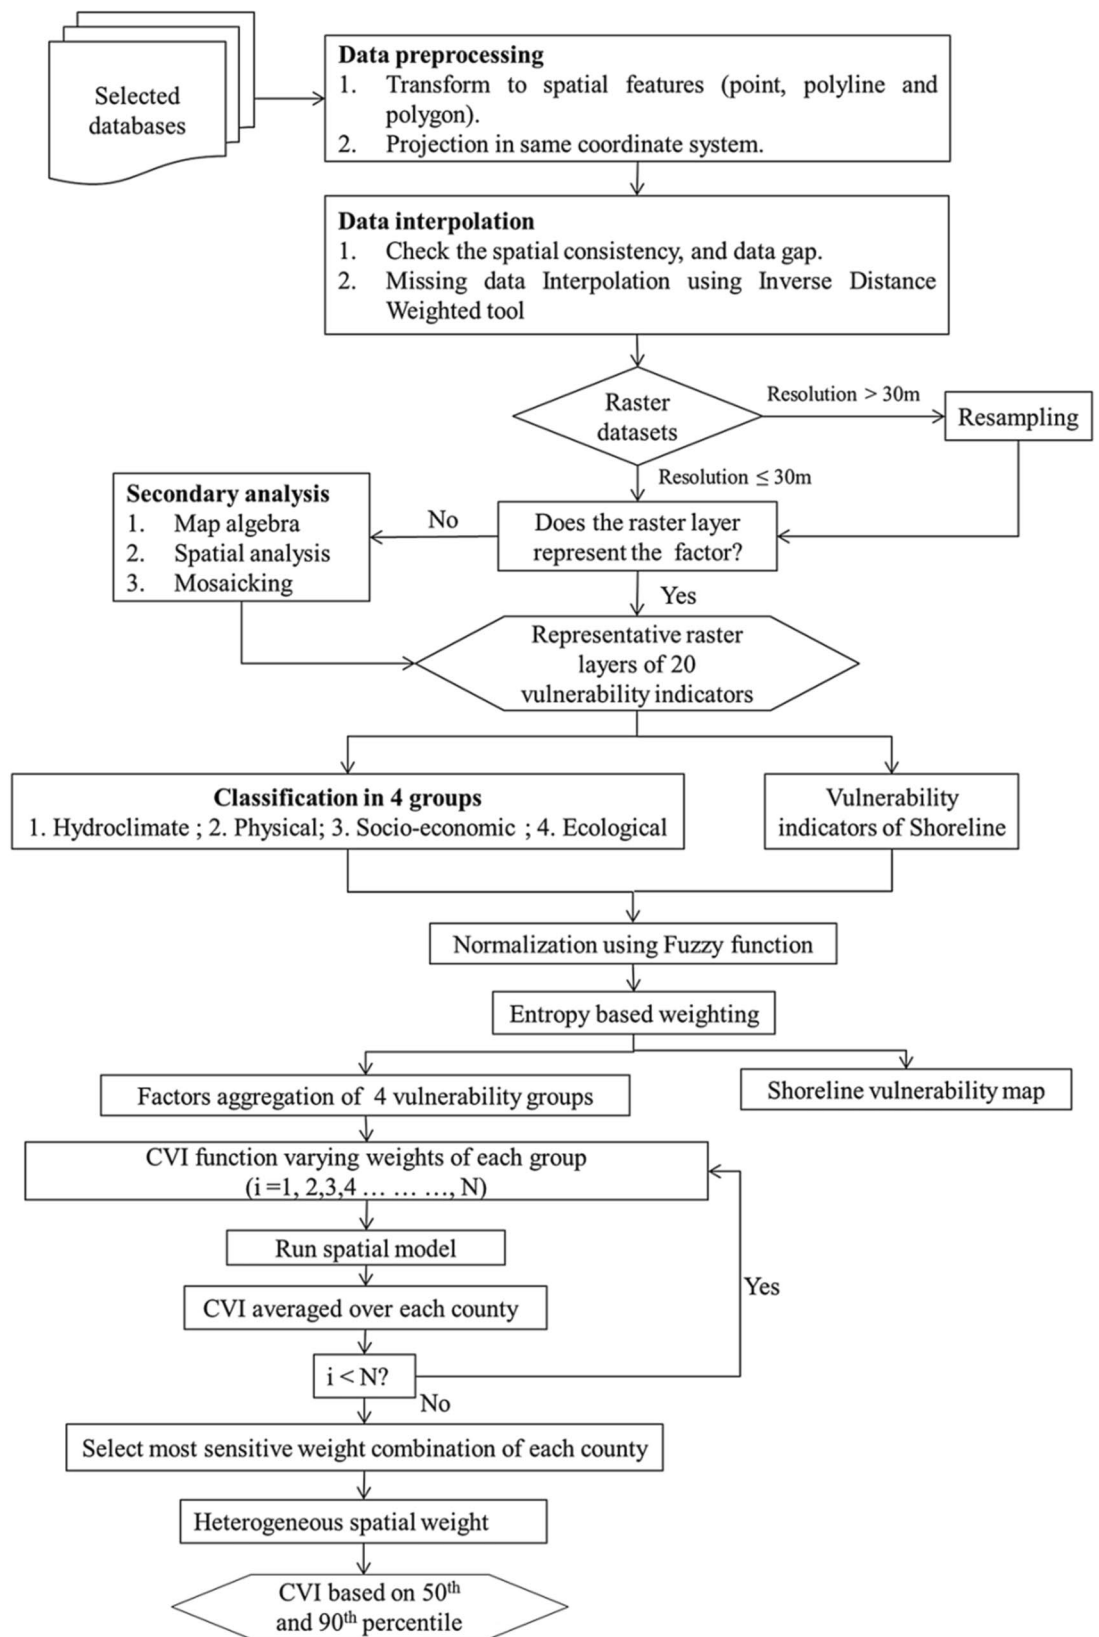 Selected
databases
Data preprocessing
1. Transform to spatial features (point, polyline and
polygon).
2. Projection in same coordinate system.
Data interpolation
1. Check the spatial consistency, and data gap.
2. Missing data Interpolation using Inverse Distance
Weighted tool
Raster
datasets
Resolution > 30m
Resampling
Resolution ≤ 30m
Secondary analysis
1. Map algebra
2. Spatial analysis
3. Mosaicking
No
Does the raster layer
represent the factor?
Yes
Representative raster
layers of 20
vulnerability indicators
Classification in 4 groups
1. Hydroclimate ; 2. Physical; 3. Socio-economic ; 4. Ecological
Vulnerability
indicators of Shoreline
Normalization using Fuzzy function
Entropy based weighting
Factors aggregation of 4 vulnerability groups
Shoreline vulnerability map
CVI function varying weights of each group
(i =1, 2,3,4 … … …, N)
Run spatial model
CVI averaged over each county
Yes
i < N?
No
Select most sensitive weight combination of each county
Heterogeneous spatial weight
CVI based on 50th
and 90th percentile